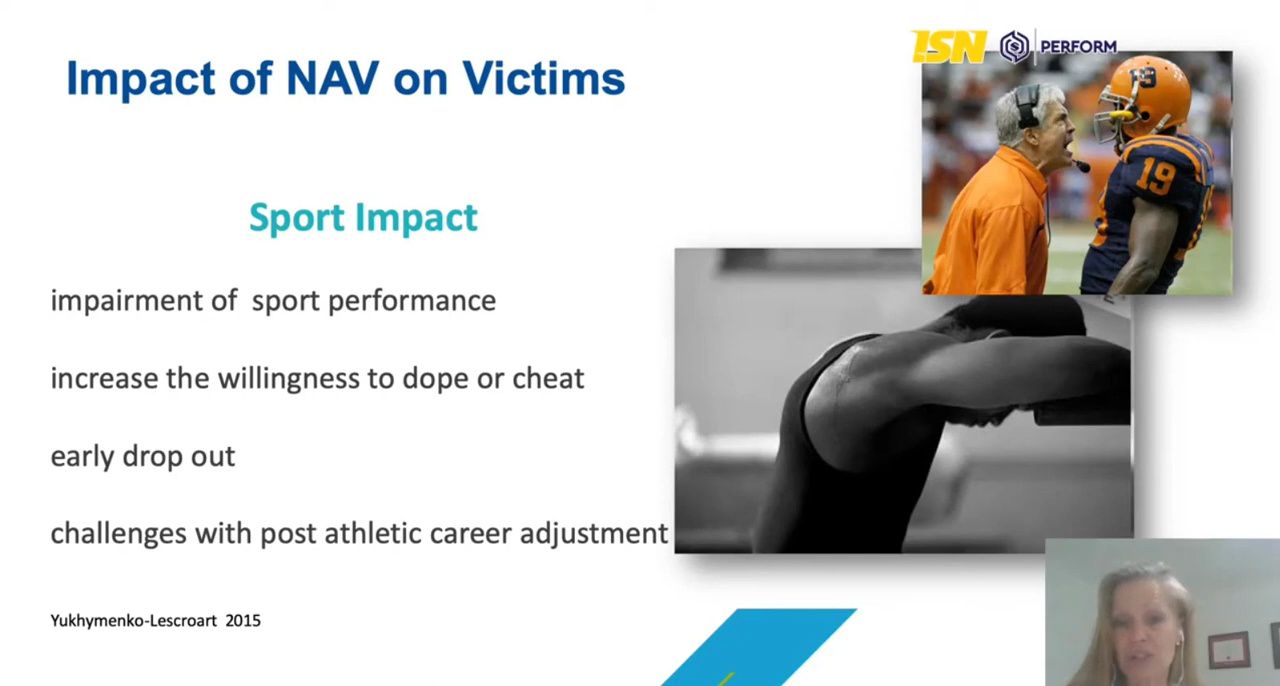 Impact of NAV on Victims
ISN PERFORM
19
19
Sport Impact
impairment of sport performance
increase the willingness to dope or cheat
early drop out
challenges with post athletic career adjustment
Yukhymenko-Lescroart 2015